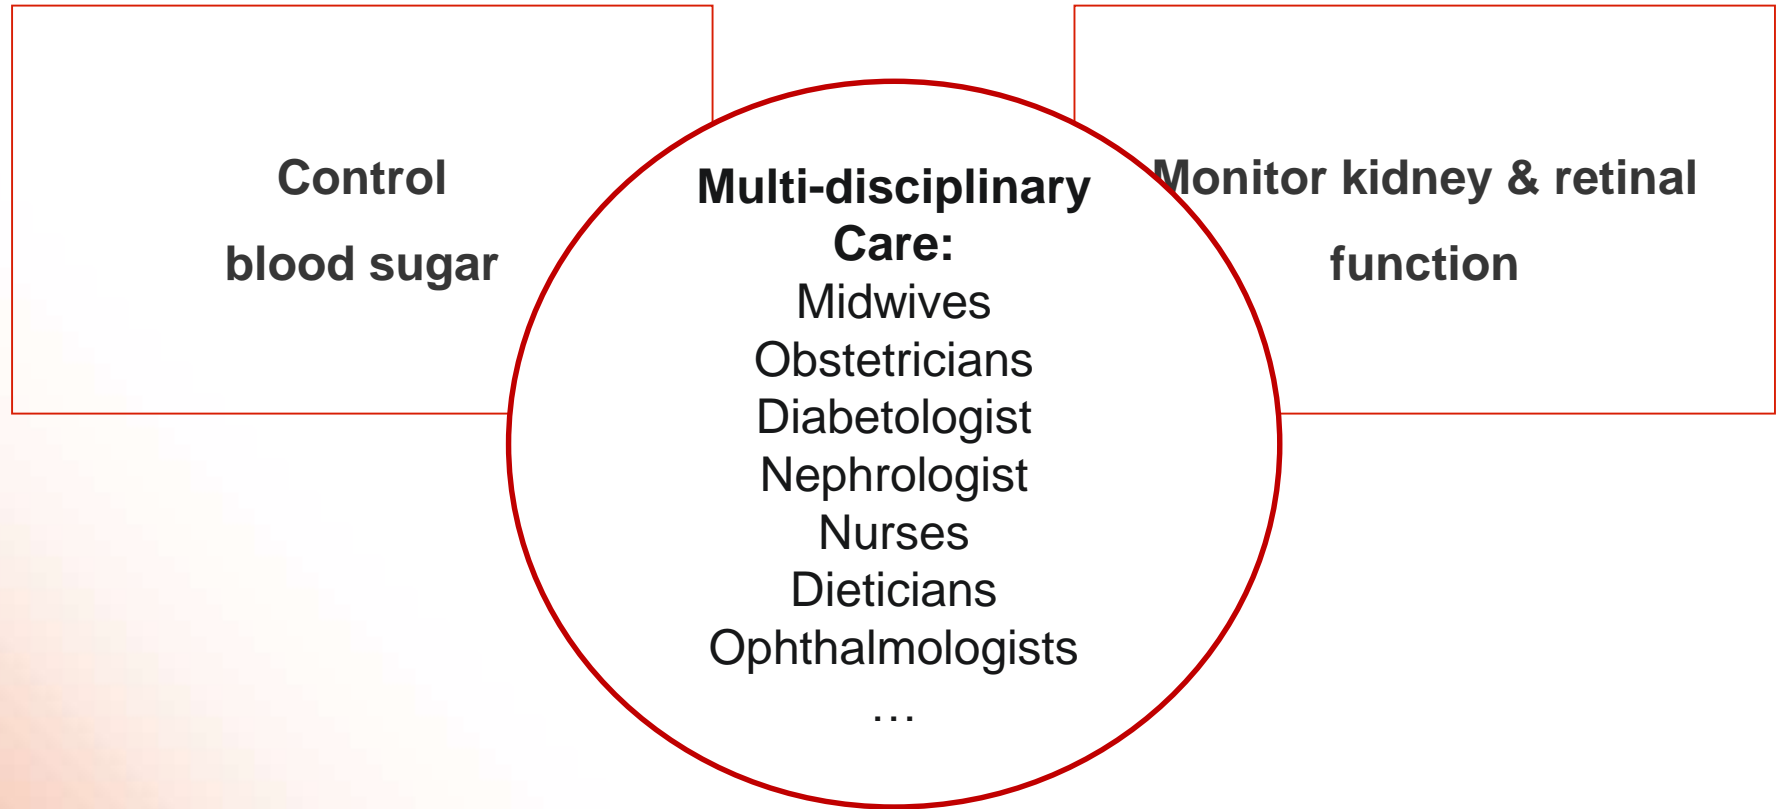 Control
blood sugar
Multi-disciplinary
Care:
Midwives
Obstetricians
Diabetologist
Nephrologist
Nurses
Dieticians
Ophthalmologists
…
Monitor kidney & retinal
function